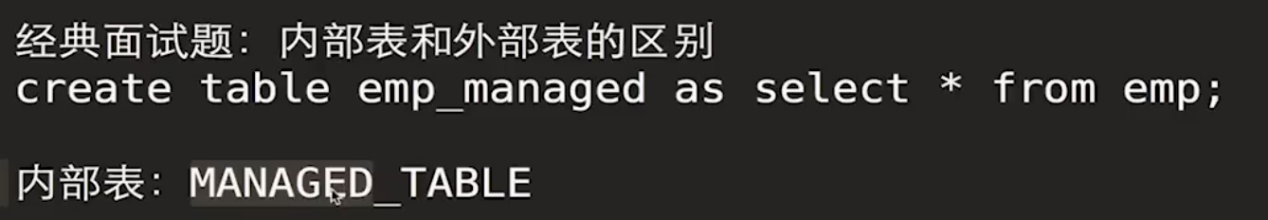 经典面试题：内部表和外部表的区别
create table emp_managed as select * from emp;
内部表：MANAGED_TABLE